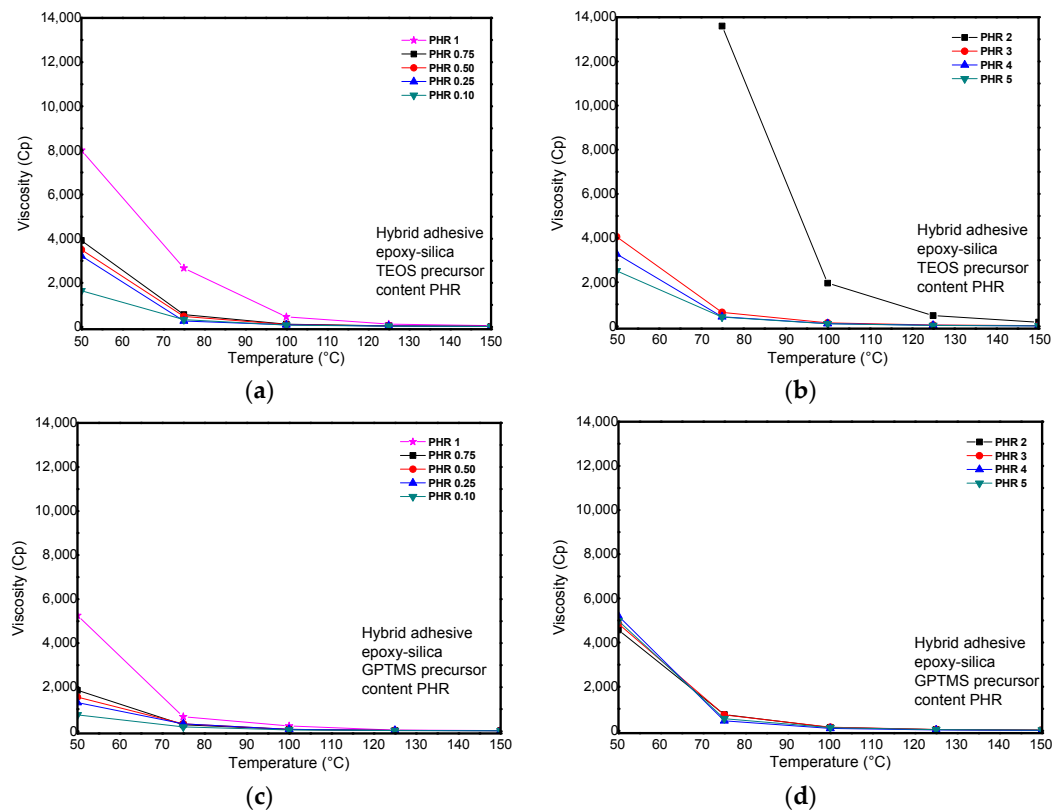 14,000
12,000
10,000
8,000
6,000
4,000
2,000
0
Viscosity (Cp)
PHR 1
PHR 0.75
PHR 0.50
PHR 0.25
PHR 0.10
Hybrid adhesive
epoxy-silica
TEOS precursor
content PHR
50 60 70 80 90 100 110 120 130 140 150
Temperature (°C)
(a)
14,000
12,000
10,000
8,000
6,000
4,000
2,000
0
Viscosity (Cp)
PHR 2
PHR 3
PHR 4
PHR 5
Hybrid adhesive
epoxy-silica
TEOS precursor
content PHR
50 60 70 80 90 100 110 120 130 140 150
Temperature (°C)
(b)
14,000
12,000
10,000
8,000
6,000
4,000
2,000
0
Viscosity (Cp)
PHR 1
PHR 0.75
PHR 0.50
PHR 0.25
PHR 0.10
Hybrid adhesive
epoxy-silica
GPTMS precursor
content PHR
50 60 70 80 90 100 110 120 130 140 150
Temperature (°C)
(c)
14,000
12,000
10,000
8,000
6,000
4,000
2,000
0
Viscosity (Cp)
PHR 2
PHR 3
PHR 4
PHR 5
Hybrid adhesive
epoxy-silica
GPTMS precursor
content PHR
50 60 70 80 90 100 110 120 130 140 150
Temperature (°C)
(d)